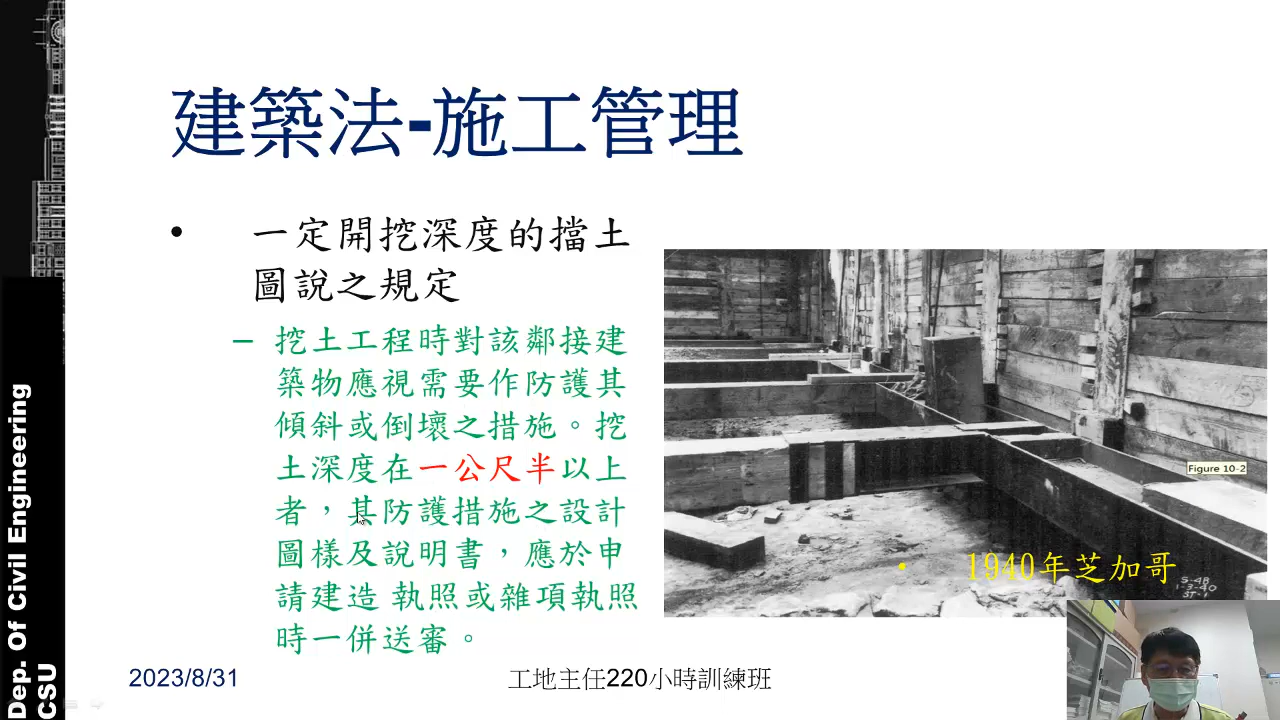 建築法-施工管理
• 一定開挖深度的擋土
圖說之規定
– 挖土工程時對該鄰接建
築物應視需要作防護其
傾斜或倒壞之措施。挖
土深度在一公尺半以上
者，其防護措施之設計
圖樣及說明書，應於申
請建造 執照或雜項執照
時一併送審。
Figure 10-2
• 1940年芝加哥
S-4B
1-3-40
ST-1
2023/8/31
工地主任220小時訓練班
Dep. Of Civil Engineering
CSU